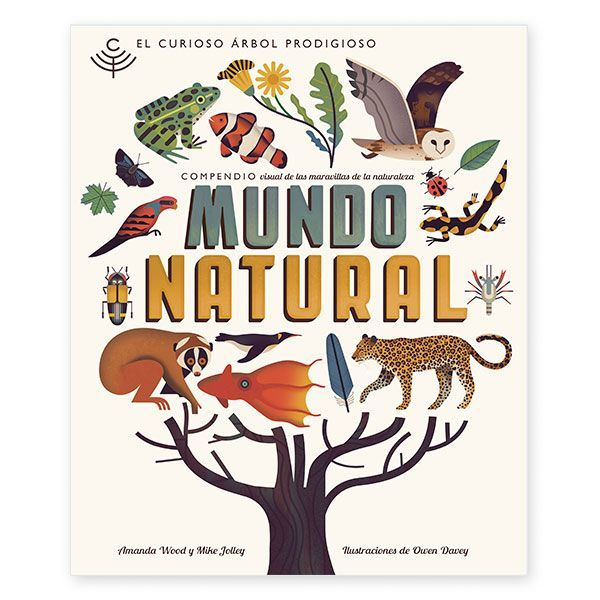 C
EL CURIOSO ÁRBOL PRODIGIOSO
COMPENDIO visual de las maravillas de la naturaleza
MUNDO
NATURAL
Amanda Wood y Mike Jolley Ilustraciones de Owen Davey